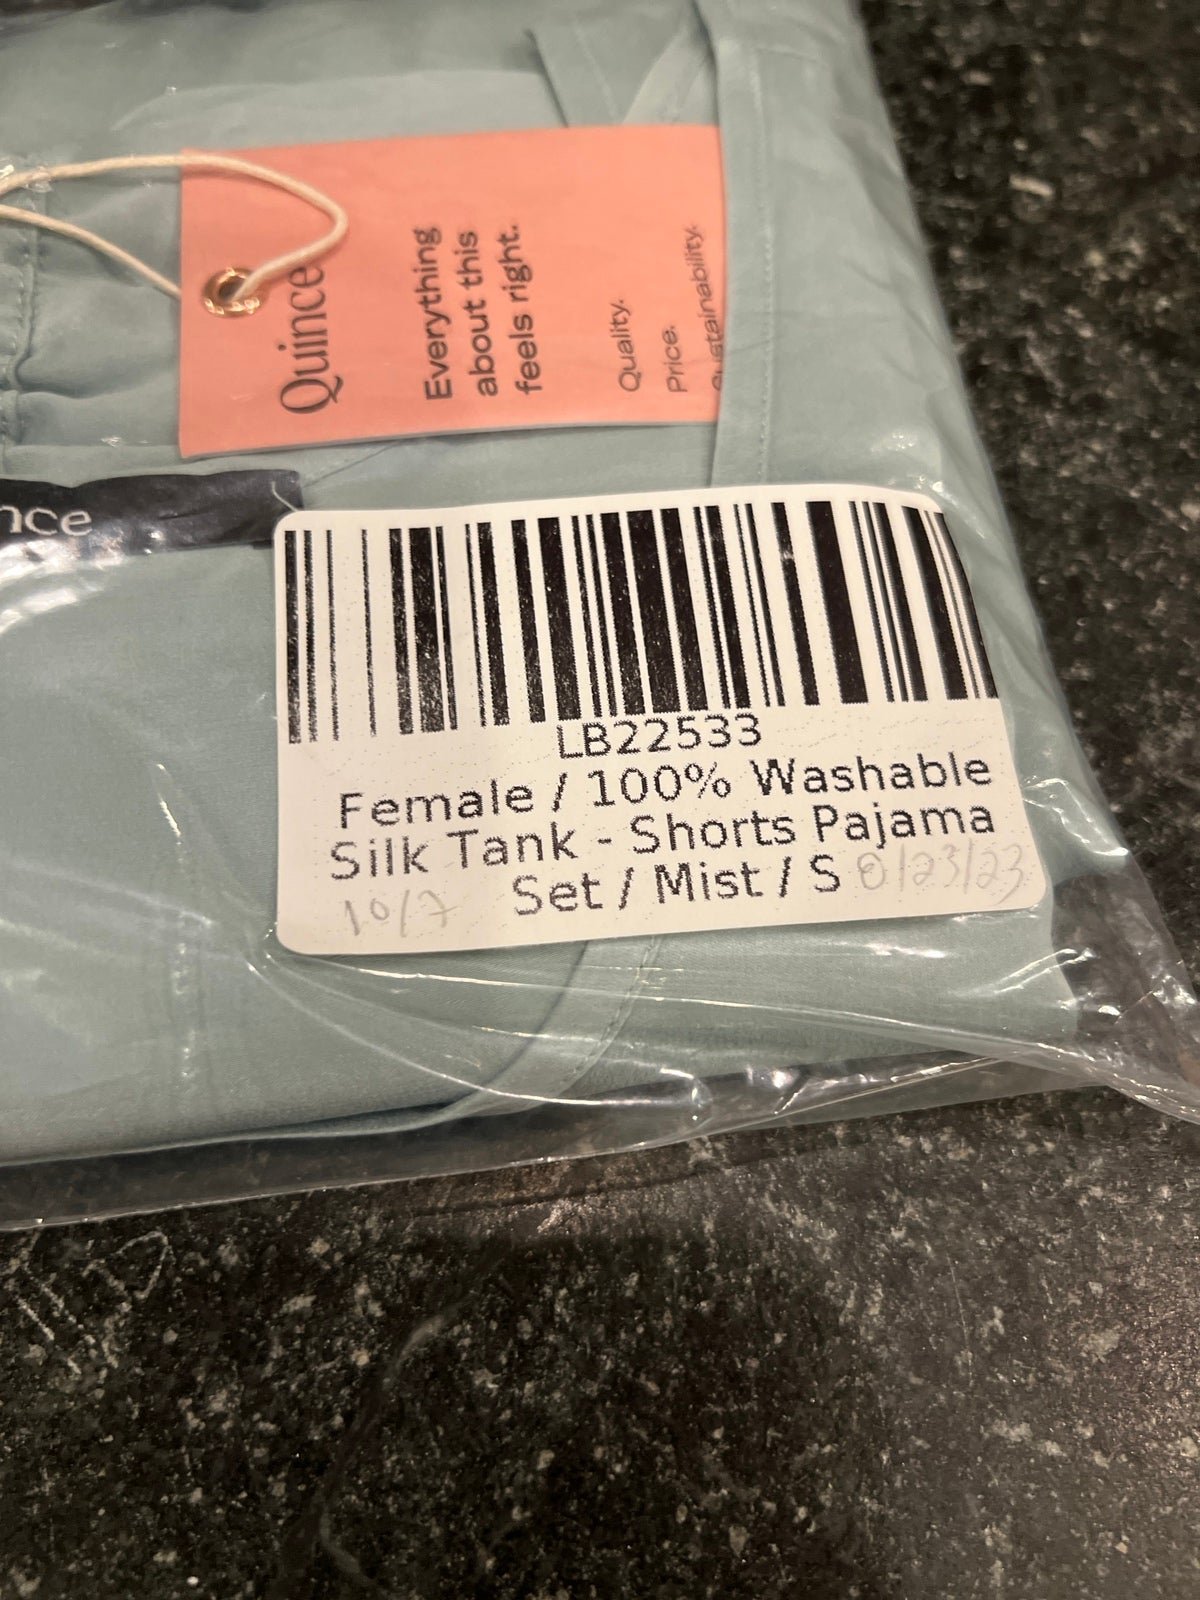 Quince
Everything
about this
feels right.
Quality.
Price.
Sustainability.
nce
LB22533
Female / 100% Washable
Silk Tank - Shorts Pajama
Set / Mist / S
10/7